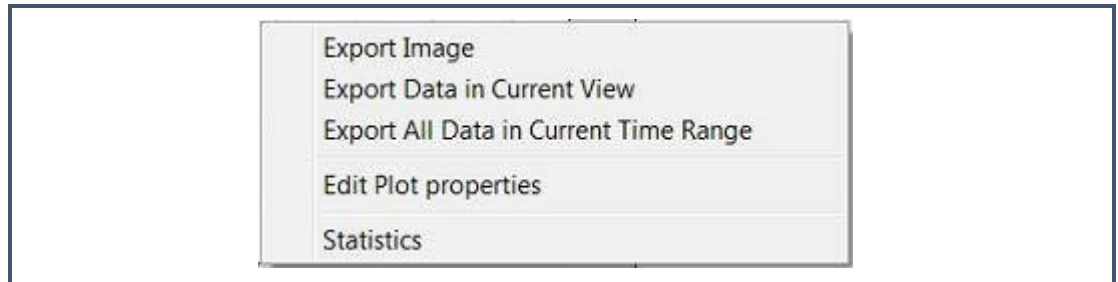 Export Image
Export Data in Current View
Export All Data in Current Time Range
Edit Plot properties
Statistics